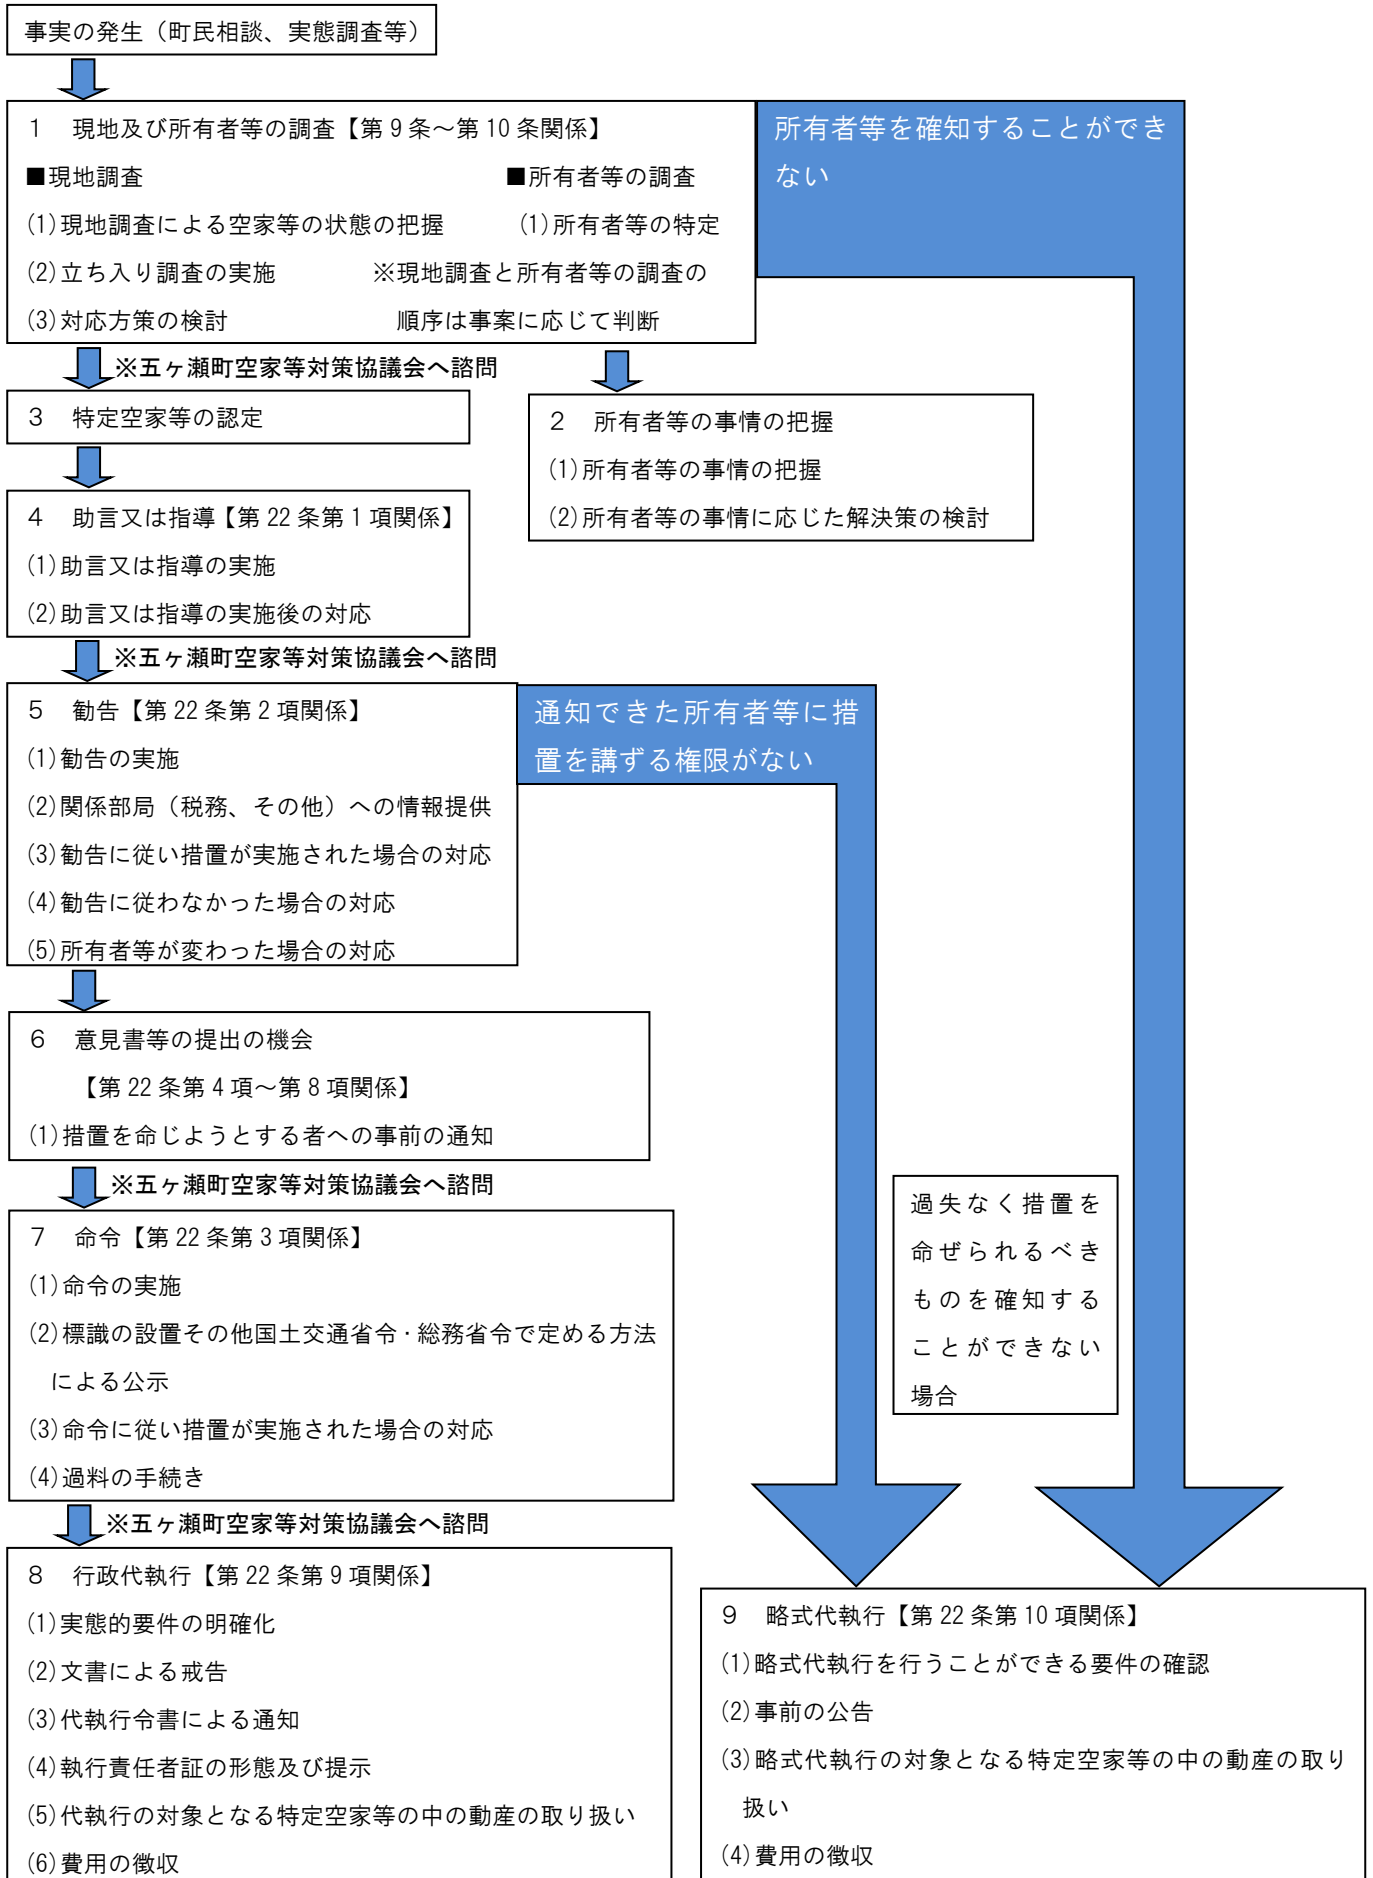 事実の発生（町民相談、実態調査等）
1 現地及び所有者等の調査【第9条～第10条関係】
■現地調査 ■所有者等の調査
(1)現地調査による空家等の状態の把握 (1)所有者等の特定
(2)立ち入り調査の実施 ※現地調査と所有者等の調査の
(3)対応方策の検討 順序は事案に応じて判断
所有者等を確知することができ
ない
※五ヶ瀬町空家等対策協議会へ諮問
3 特定空家等の認定
2 所有者等の事情の把握
(1)所有者等の事情の把握
(2)所有者等の事情に応じた解決策の検討
4 助言又は指導【第22条第1項関係】
(1)助言又は指導の実施
(2)助言又は指導の実施後の対応
※五ヶ瀬町空家等対策協議会へ諮問
5 勧告【第22条第2項関係】
(1)勧告の実施
(2)関係部局（税務、その他）への情報提供
(3)勧告に従い措置が実施された場合の対応
(4)勧告に従わなかった場合の対応
(5)所有者等が変わった場合の対応
通知できた所有者等に措
置を講ずる権限がない
6 意見書等の提出の機会
【第22条第4項～第8項関係】
(1)措置を命じようとする者への事前の通知
※五ヶ瀬町空家等対策協議会へ諮問
7 命令【第22条第3項関係】
(1)命令の実施
(2)標識の設置その他国土交通省令・総務省令で定める方法
による公示
(3)命令に従い措置が実施された場合の対応
(4)過料の手続き
過失なく措置を
命ぜられるべき
ものを確知する
ことができない
場合
※五ヶ瀬町空家等対策協議会へ諮問
8 行政代執行【第22条第9項関係】
(1)実態的要件の明確化
(2)文書による戒告
(3)代執行令書による通知
(4)執行責任者証の形態及び提示
(5)代執行の対象となる特定空家等の中の動産の取り扱い
(6)費用の徴収
9 略式代執行【第22条第10項関係】
(1)略式代執行を行うことができる要件の確認
(2)事前の公告
(3)略式代執行の対象となる特定空家等の中の動産の取り
扱い
(4)費用の徴収